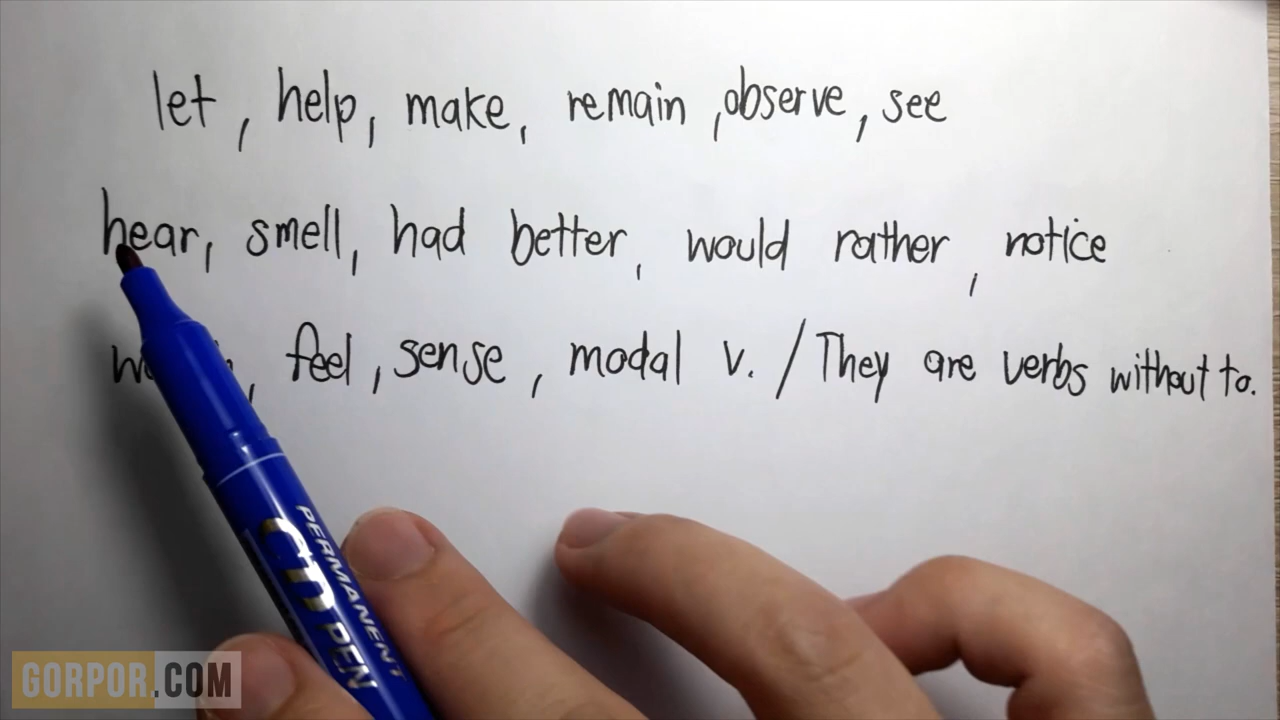 let, help, make, remain, observe, see
hear, smell, had better, would rather, notice
feel, sense, modal v. / They are verbs without to.
PERMANENT
PEN
GORPOR.COM